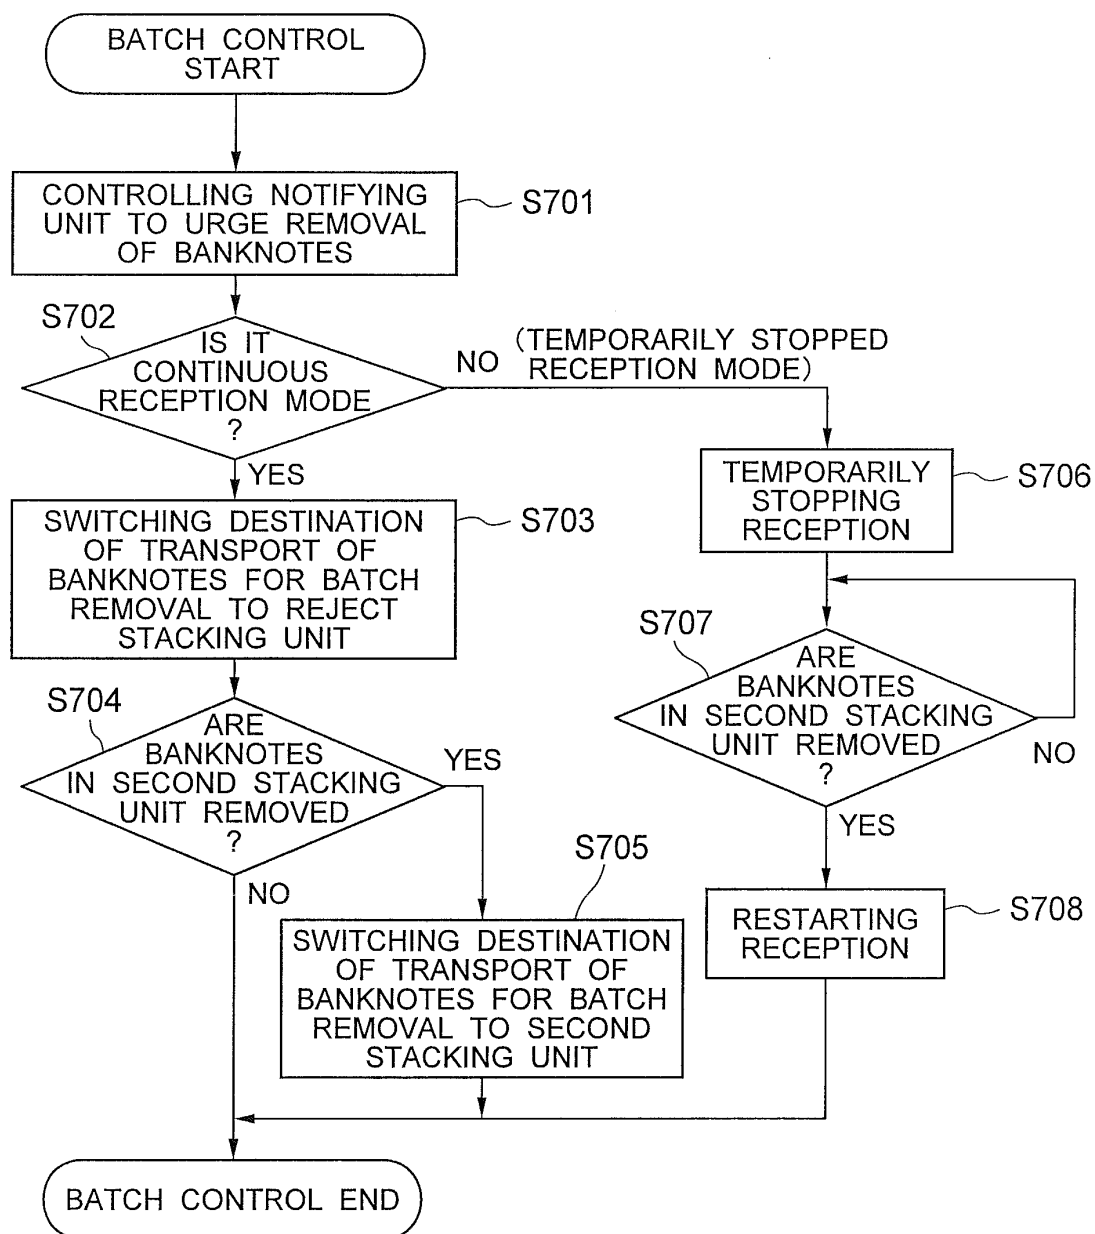 BATCH CONTROL
START
CONTROLLING NOTIFYING
UNIT TO URGE REMOVAL
OF BANKNOTES
S701
S702
IS IT
CONTINUOUS
RECEPTION MODE
?
NO
(TEMPORARILY STOPPED
RECEPTION MODE)
YES
SWITCHING DESTINATION
OF TRANSPORT OF
BANKNOTES FOR BATCH
REMOVAL TO REJECT
STACKING UNIT
S703
TEMPORARILY
STOPPING
RECEPTION
S706
S704
ARE
BANKNOTES
IN SECOND STACKING
UNIT REMOVED
?
YES
NO
S707
ARE
BANKNOTES
IN SECOND STACKING
UNIT REMOVED
?
NO
YES
S705
SWITCHING DESTINATION
OF TRANSPORT OF
BANKNOTES FOR BATCH
REMOVAL TO SECOND
STACKING UNIT
RESTARTING
RECEPTION
S708
BATCH CONTROL END